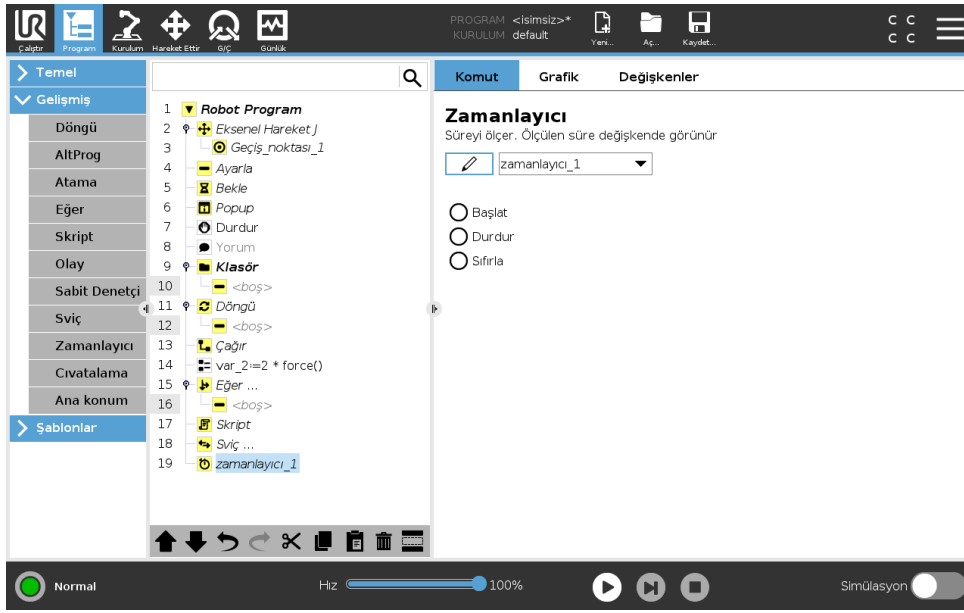 PROGRAM <isimsiz>*
KURULUM default
Çalıştır Program Kurulum Hareket Ettir G/Ç Günlük
Yeni... Aç... Kaydet...
C C
C C
Temel
Gelişmiş
Döngü
AltProg
Atama
Eğer
Skript
Olay
Sabit Denetçi
Sviç
Zamanlayıcı
Cıvatalama
Ana konum
Şablonlar
1 Robot Program
2 Eksenel Hareket J
3 Geçiş_noktası_1
4 Ayarla
5 Bekle
6 Popup
7 Durdur
8 Yorum
9 Klasör
10 <boş>
11 Döngü
12 <boş>
13 Çağır
14 var_2:=2 * force()
15 Eğer ...
16 <boş>
17 Skript
18 Sviç ...
19 zamanlayıcı_1
Komut Grafik Değişkenler
Zamanlayıcı
Süreyi ölçer. Ölçülen süre değişkende görünür
zamanlayıcı_1
Başlat
Durdur
Sıfırla
Normal
Hız 100%
Simülasyon